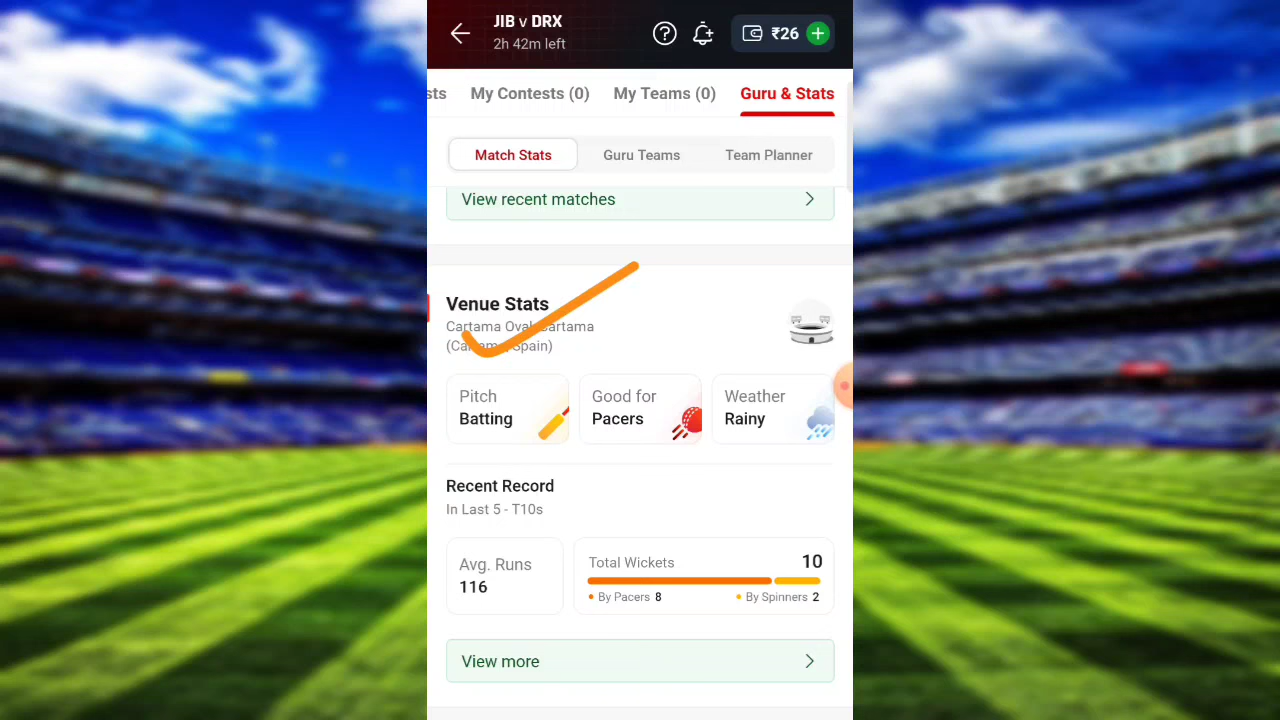 JIB v DRX
2h 42m left
₹26
sts
My Contests (0)
My Teams (0)
Guru & Stats
Match Stats
Guru Teams
Team Planner
View recent matches
Venue Stats
Cartama Oval, Cartama
(Cartama, Spain)
Pitch
Batting
Good for
Pacers
Weather
Rainy
Recent Record
In Last 5 - T10s
Avg. Runs
116
Total Wickets
10
By Pacers 8
By Spinners 2
View more